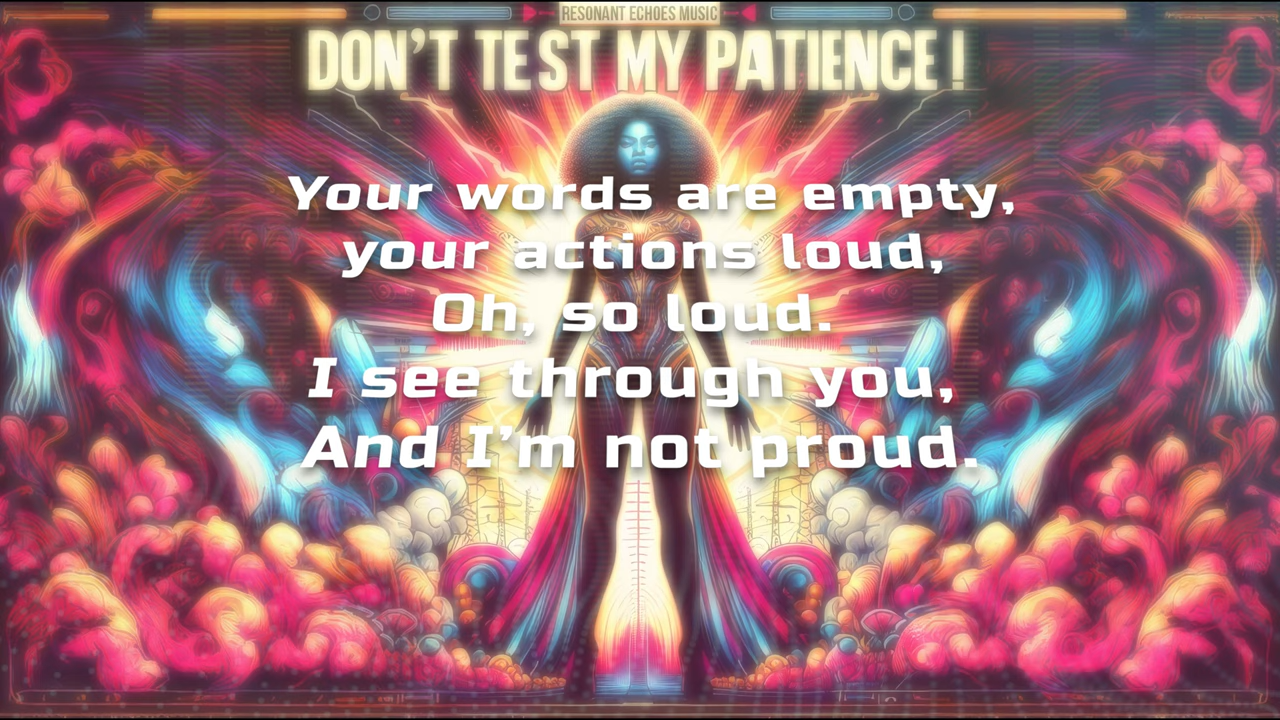 RESONANT ECHOES MUSIC
DON'T TEST MY PATIENCE!
Your words are empty,
your actions loud,
Oh, so loud.
I see through you,
And I'm not proud.